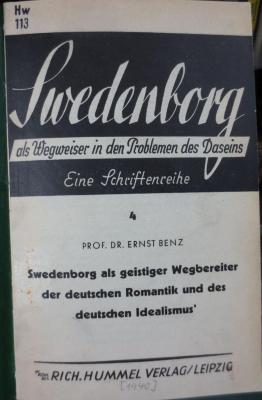 Hw
113
Swedenborg
als Wegweiser in den Problemen des Daseins
Eine Schriftenreihe
4
PROF. DR. ERNST BENZ
Swedenborg als geistiger Wegbereiter
der deutschen Romantik und des
deutschen Idealismus'
RICH. HUMMEL VERLAG/LEIPZIG
[1940]